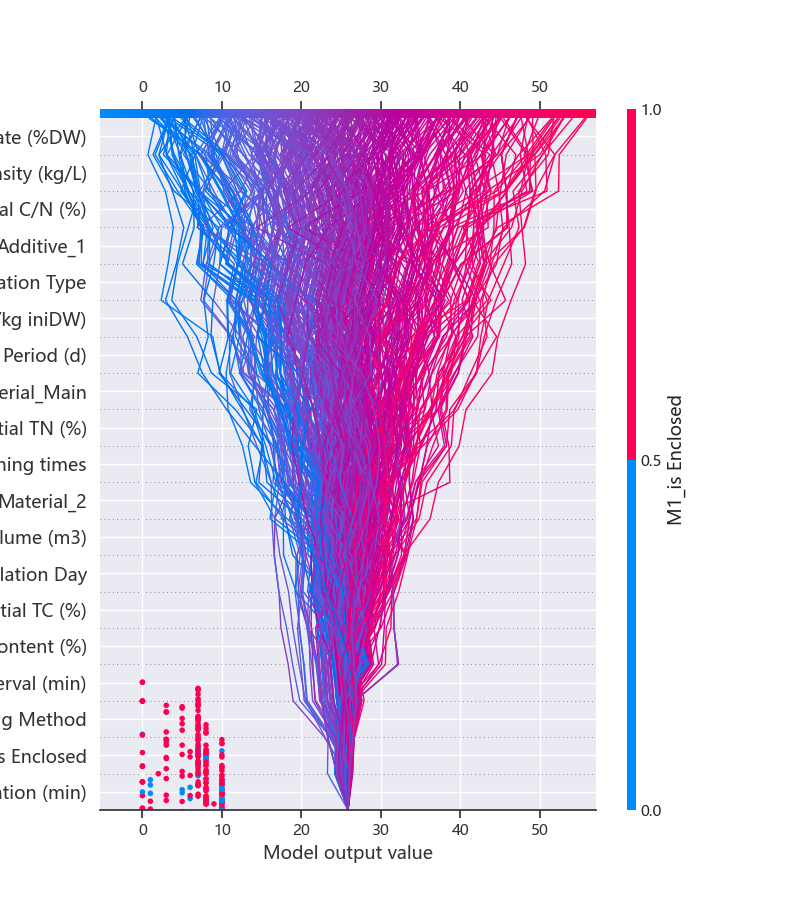 0 10 20 30 40 50
ate (%DW)
nsity (kg/L)
al C/N (%)
Additive_1
ation Type
/kg iniDW)
Period (d)
erial_Main
tial TN (%)
ning times
Material_2
lume (m3)
lation Day
tial TC (%)
ontent (%)
erval (min)
g Method
s Enclosed
ation (min)
0 10 20 30 40 50
Model output value
1.0
0.5
0.0
M1_is Enclosed